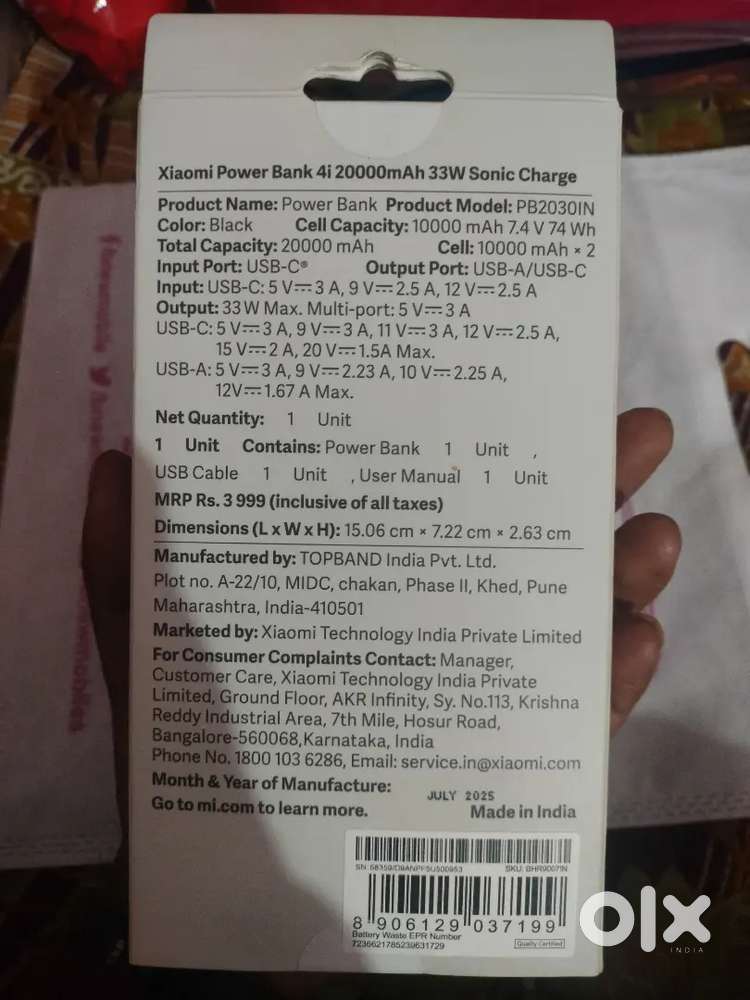 Xiaomi Power Bank 4i 20000mAh 33W Sonic Charge
Product Name: Power Bank Product Model: PB2030IN
Color: Black Cell Capacity: 10000 mAh 7.4 V 74 Wh
Total Capacity: 20000 mAh Cell: 10000 mAh × 2
Input Port: USB-C® Output Port: USB-A/USB-C
Input: USB-C: 5 V⎓3 A, 9 V⎓2.5 A, 12 V⎓2.5 A
Output: 33 W Max. Multi-port: 5 V⎓3 A
USB-C: 5 V⎓3 A, 9 V⎓3 A, 11 V⎓3 A, 12 V⎓2.5 A,
15 V⎓2 A, 20 V⎓1.5A Max.
USB-A: 5 V⎓3 A, 9 V⎓2.23 A, 10 V⎓2.25 A,
12V⎓1.67 A Max.
Net Quantity: 1 Unit
1 Unit Contains: Power Bank 1 Unit ,
USB Cable 1 Unit , User Manual 1 Unit
MRP Rs. 3 999 (inclusive of all taxes)
Dimensions (L x W x H): 15.06 cm × 7.22 cm × 2.63 cm
Manufactured by: TOPBAND India Pvt. Ltd.
Plot no. A-22/10, MIDC, chakan, Phase II, Khed, Pune
Maharashtra, India-410501
Marketed by: Xiaomi Technology India Private Limited
For Consumer Complaints Contact: Manager,
Customer Care, Xiaomi Technology India Private
Limited, Ground Floor, AKR Infinity, Sy. No.113, Krishna
Reddy Industrial Area, 7th Mile, Hosur Road,
Bangalore-560068,Karnataka, India
Phone No. 1800 103 6286, Email: service.in@xiaomi.com
Month & Year of Manufacture:
JULY 2025
Go to mi.com to learn more. Made in India
SN: SKU:
8 906129 037199
Battery Waste EPR Number
7236621785239631729
Quality Certified
olx
INDIA